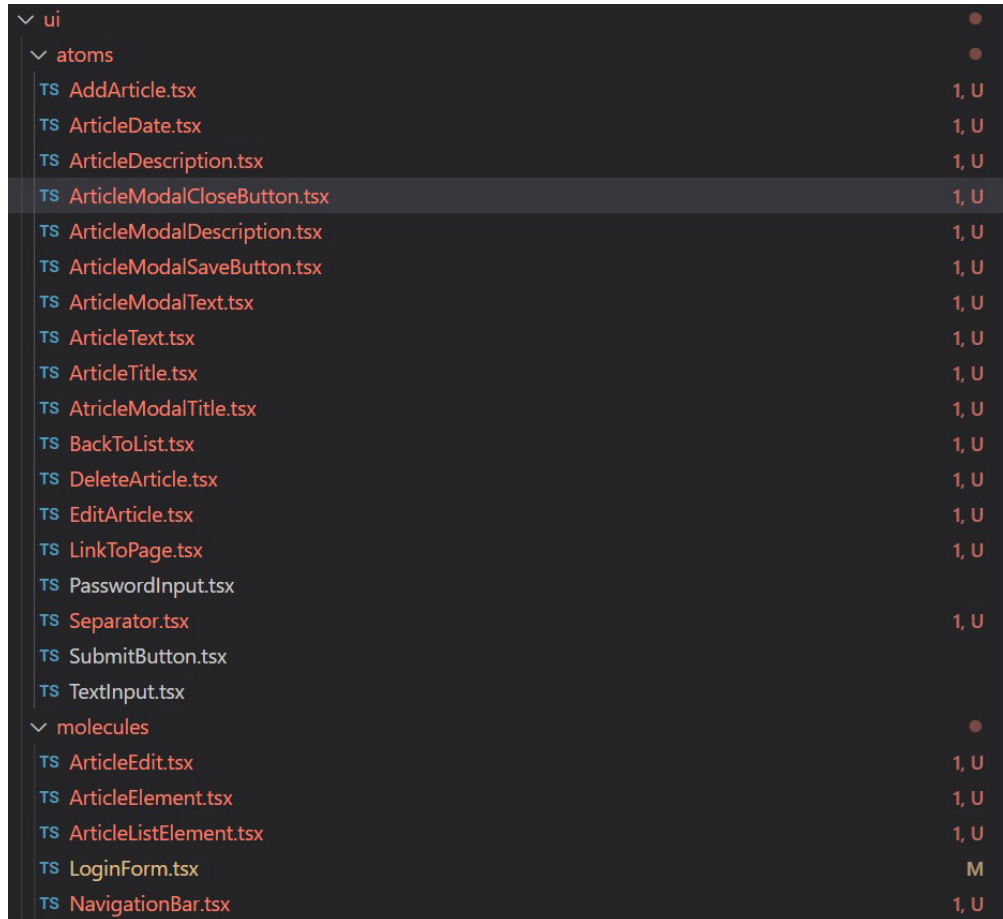 ui
atoms
TS AddArticle.tsx 1, U
TS ArticleDate.tsx 1, U
TS ArticleDescription.tsx 1, U
TS ArticleModalCloseButton.tsx 1, U
TS ArticleModalDescription.tsx 1, U
TS ArticleModalSaveButton.tsx 1, U
TS ArticleModalText.tsx 1, U
TS ArticleText.tsx 1, U
TS ArticleTitle.tsx 1, U
TS AtricleModalTitle.tsx 1, U
TS BackToList.tsx 1, U
TS DeleteArticle.tsx 1, U
TS EditArticle.tsx 1, U
TS LinkToPage.tsx 1, U
TS PasswordInput.tsx
TS Separator.tsx 1, U
TS SubmitButton.tsx
TS TextInput.tsx
molecules
TS ArticleEdit.tsx 1, U
TS ArticleElement.tsx 1, U
TS ArticleListElement.tsx 1, U
TS LoginForm.tsx M
TS NavigationBar.tsx 1, U